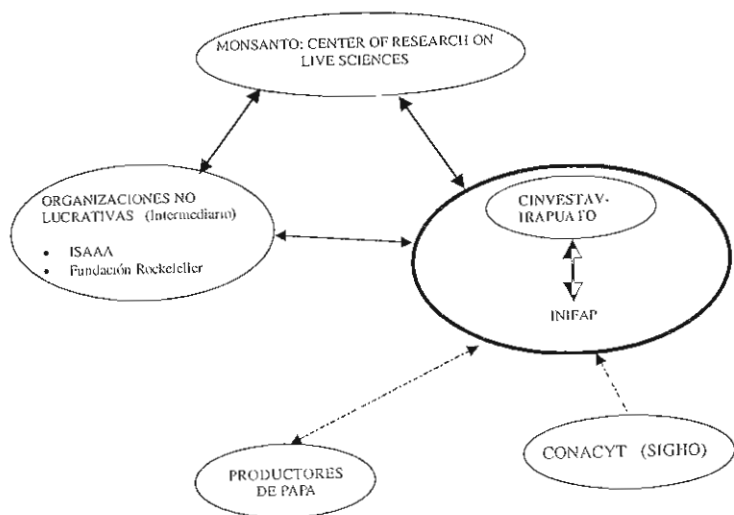 MONSANTO: CENTER OF RESEARCH ON
LIVE SCIENCES
ORGANIZACIONES NO
LUCRATIVAS (Intermediario)
• ISAAA
• Fundación Rockefeller
CINVESTAV-
IRAPUATO
INIFAP
PRODUCTORES
DE PAPA
CONACYT (SIGHO)